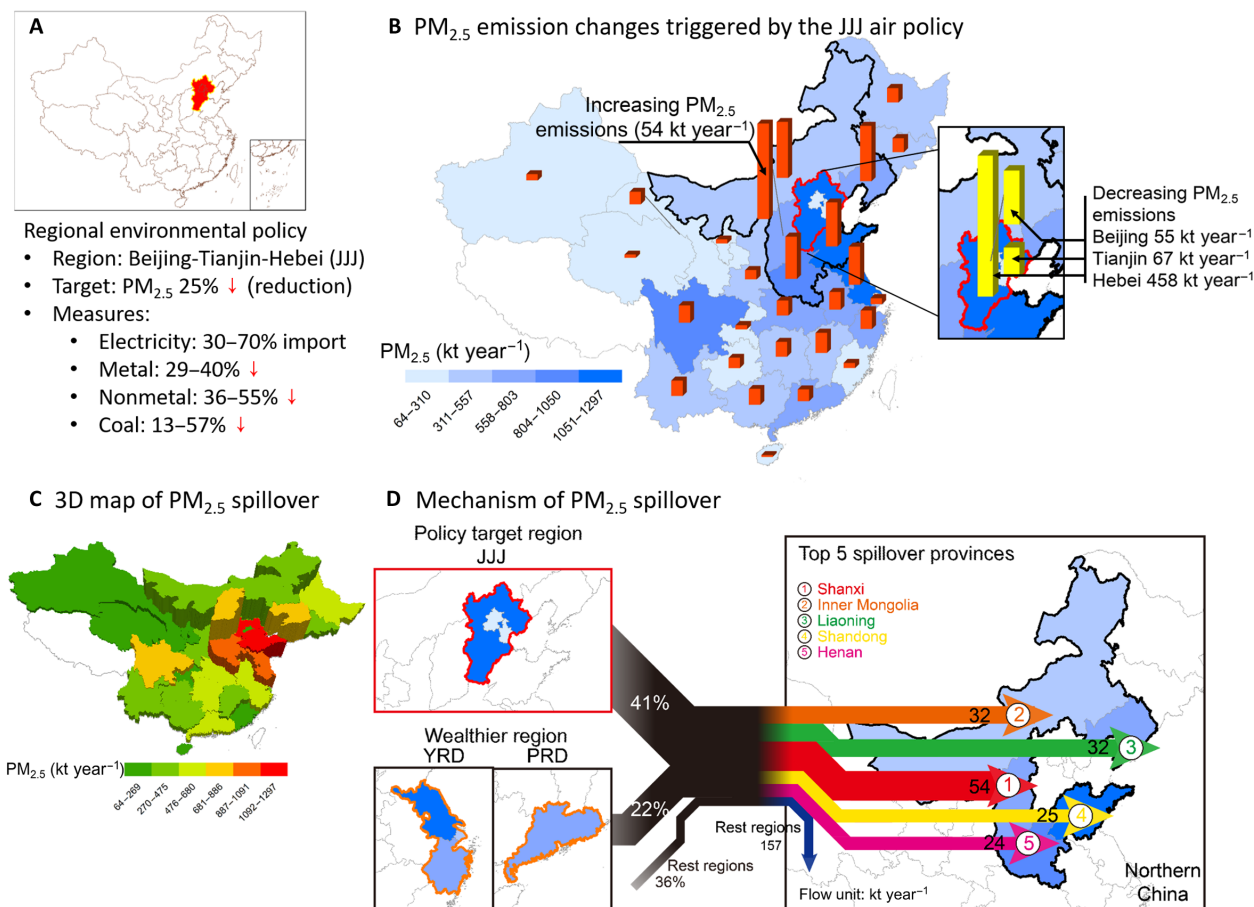 A
Regional environmental policy
• Region: Beijing-Tianjin-Hebei (JJJ)
• Target: PM2.5 25% ↓ (reduction)
• Measures:
• Electricity: 30–70% import
• Metal: 29–40% ↓
• Nonmetal: 36–55% ↓
• Coal: 13–57% ↓
B PM2.5 emission changes triggered by the JJJ air policy
Increasing PM2.5
emissions (54 kt year−1)
Decreasing PM2.5
emissions
Beijing 55 kt year−1
Tianjin 67 kt year−1
Hebei 458 kt year−1
PM2.5 (kt year−1)
64–310
311–557
558–803
804–1050
1051–1297
C 3D map of PM2.5 spillover
PM2.5 (kt year−1)
64–269
270–475
476–680
681–886
887–1091
1092–1297
D Mechanism of PM2.5 spillover
Policy target region
JJJ
41%
Wealthier region
YRD
PRD
22%
Rest regions
36%
Rest regions
157
Flow unit: kt year−1
Top 5 spillover provinces
1 Shanxi
2 Inner Mongolia
3 Liaoning
4 Shandong
5 Henan
32 2
32 3
54 1
25 4
24 5
Northern
China